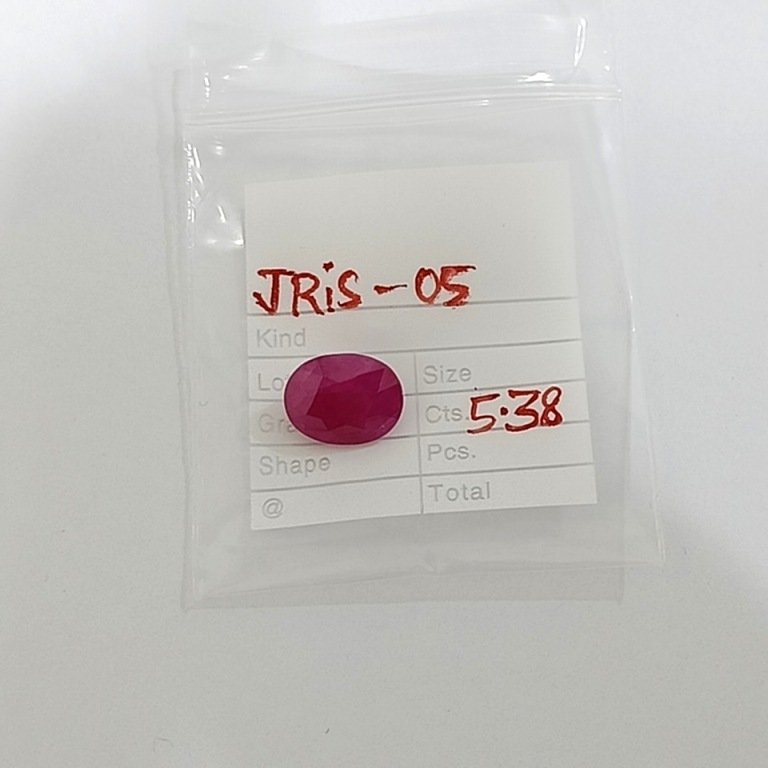 JRiS-05
Kind
Size
Cts. 5.38
Shape
Pcs.
@
Total